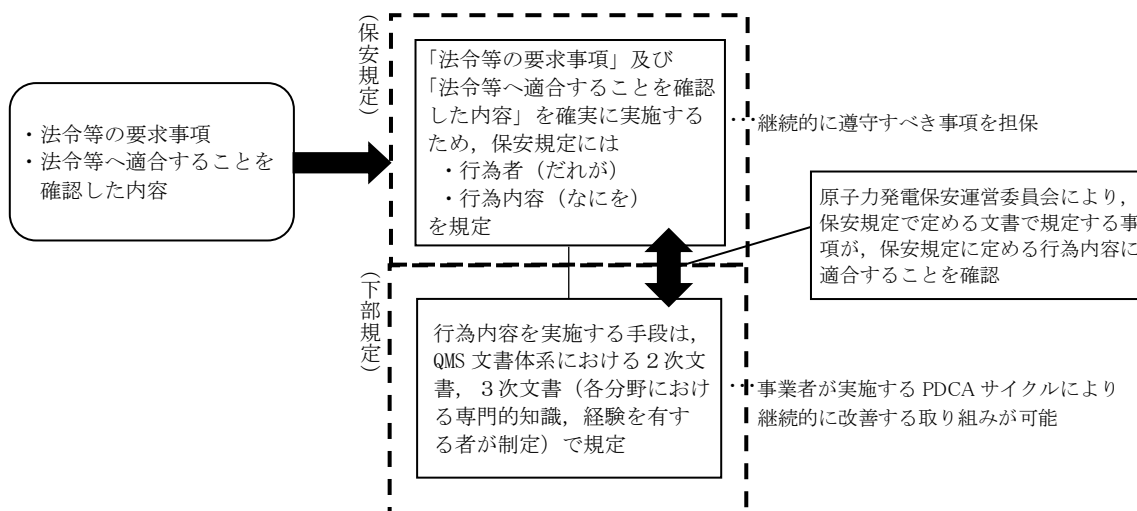 ・法令等の要求事項
・法令等へ適合することを
確認した内容
（保安規定）
「法令等の要求事項」及び
「法令等へ適合することを確認
した内容」を確実に実施する
ため，保安規定には
・行為者（だれが）
・行為内容（なにを）
を規定
…継続的に遵守すべき事項を担保
原子力発電保安運営委員会により，
保安規定で定める文書で規定する事
項が，保安規定に定める行為内容に
適合することを確認
（下部規定）
行為内容を実施する手段は，
QMS 文書体系における２次文
書，３次文書（各分野におけ
る専門的知識，経験を有す
る者が制定）で規定
…事業者が実施する PDCA サイクルにより
継続的に改善する取り組みが可能